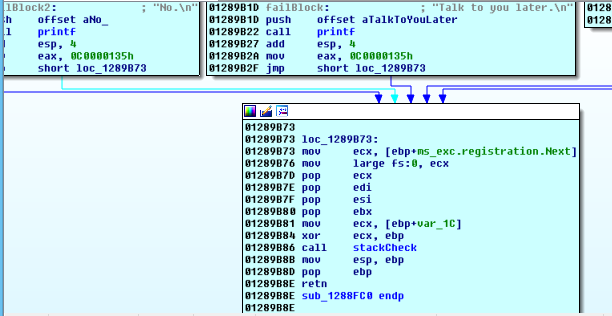 ilBlock2: ; "No.\n"
sh offset aNo_
ll printf
d esp, 4
v eax, 0C0000135h
p short loc_1289B73
01289B1D failBlock: ; "Talk to you later.\n"
01289B1D push offset aTalkToYouLater
01289B22 call printf
01289B27 add esp, 4
01289B2A mov eax, 0C0000135h
01289B2F jmp short loc_1289B73
0128
0128
01289B73
01289B73 loc_1289B73:
01289B73 mov ecx, [ebp+ms_exc.registration.Next]
01289B76 mov large fs:0, ecx
01289B7D pop ecx
01289B7E pop edi
01289B7F pop esi
01289B80 pop ebx
01289B81 mov ecx, [ebp+var_1C]
01289B84 xor ecx, ebp
01289B86 call stackCheck
01289B8B mov esp, ebp
01289B8D pop ebp
01289B8E retn
01289B8E sub_1288FC0 endp
01289B8E